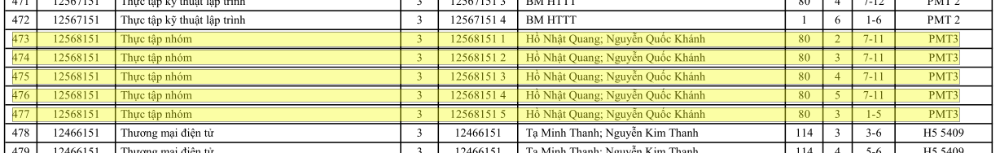 471 12567151 Thực tập kỹ thuật lập trình 3 12567151 3 BM HTTT 80 4 7-12 PMT 2
472 12567151 Thực tập kỹ thuật lập trình 3 12567151 4 BM HTTT 1 6 1-6 PMT 2
473 12568151 Thực tập nhóm 3 12568151 1 Hồ Nhật Quang; Nguyễn Quốc Khánh 80 2 7-11 PMT3
474 12568151 Thực tập nhóm 3 12568151 2 Hồ Nhật Quang; Nguyễn Quốc Khánh 80 3 7-11 PMT3
475 12568151 Thực tập nhóm 3 12568151 3 Hồ Nhật Quang; Nguyễn Quốc Khánh 80 4 7-11 PMT3
476 12568151 Thực tập nhóm 3 12568151 4 Hồ Nhật Quang; Nguyễn Quốc Khánh 80 5 7-11 PMT3
477 12568151 Thực tập nhóm 3 12568151 5 Hồ Nhật Quang; Nguyễn Quốc Khánh 80 3 1-5 PMT3
478 12466151 Thương mại điện tử 3 12466151 Tạ Minh Thanh; Nguyễn Kim Thanh 114 3 3-6 H5 5409
479 12466151 Thương mại điện tử 3 12466151 Tạ Minh Thanh; Nguyễn Kim Thanh 114 4 5-6 H5 5409